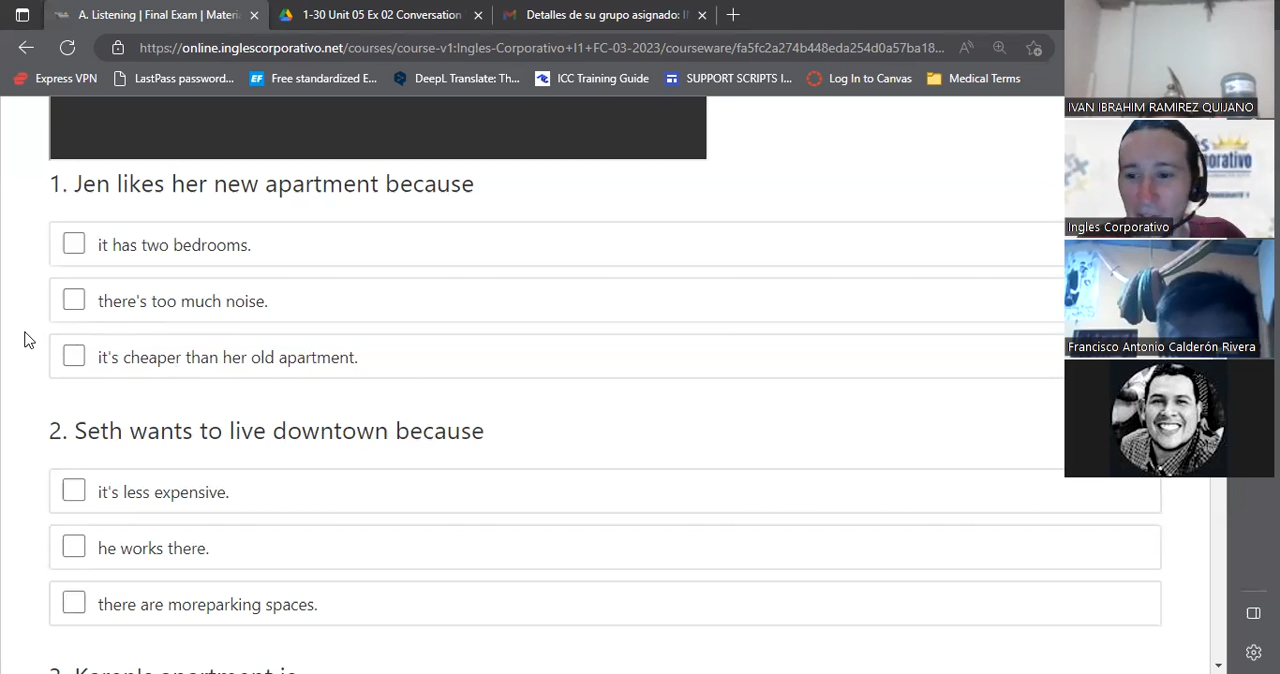 A. Listening | Final Exam | Materi
1-30 Unit 05 Ex 02 Conversation
Detalles de su grupo asignado: I
https://online.inglescorporativo.net/courses/course-v1:Ingles-Corporativo+I1+FC-03-2023/courseware/fa5fc2a274b448eda254d0a57ba18...
Express VPN
LastPass password...
EF
Free standardized E...
DeepL Translate: Th...
ICC Training Guide
SUPPORT SCRIPTS I...
Log In to Canvas
Medical Terms
IVAN IBRAHIM RAMIREZ QUIJANO
1. Jen likes her new apartment because
it has two bedrooms.
Ingles Corporativo
there's too much noise.
Francisco Antonio Calderón Rivera
it's cheaper than her old apartment.
2. Seth wants to live downtown because
it's less expensive.
he works there.
there are moreparking spaces.